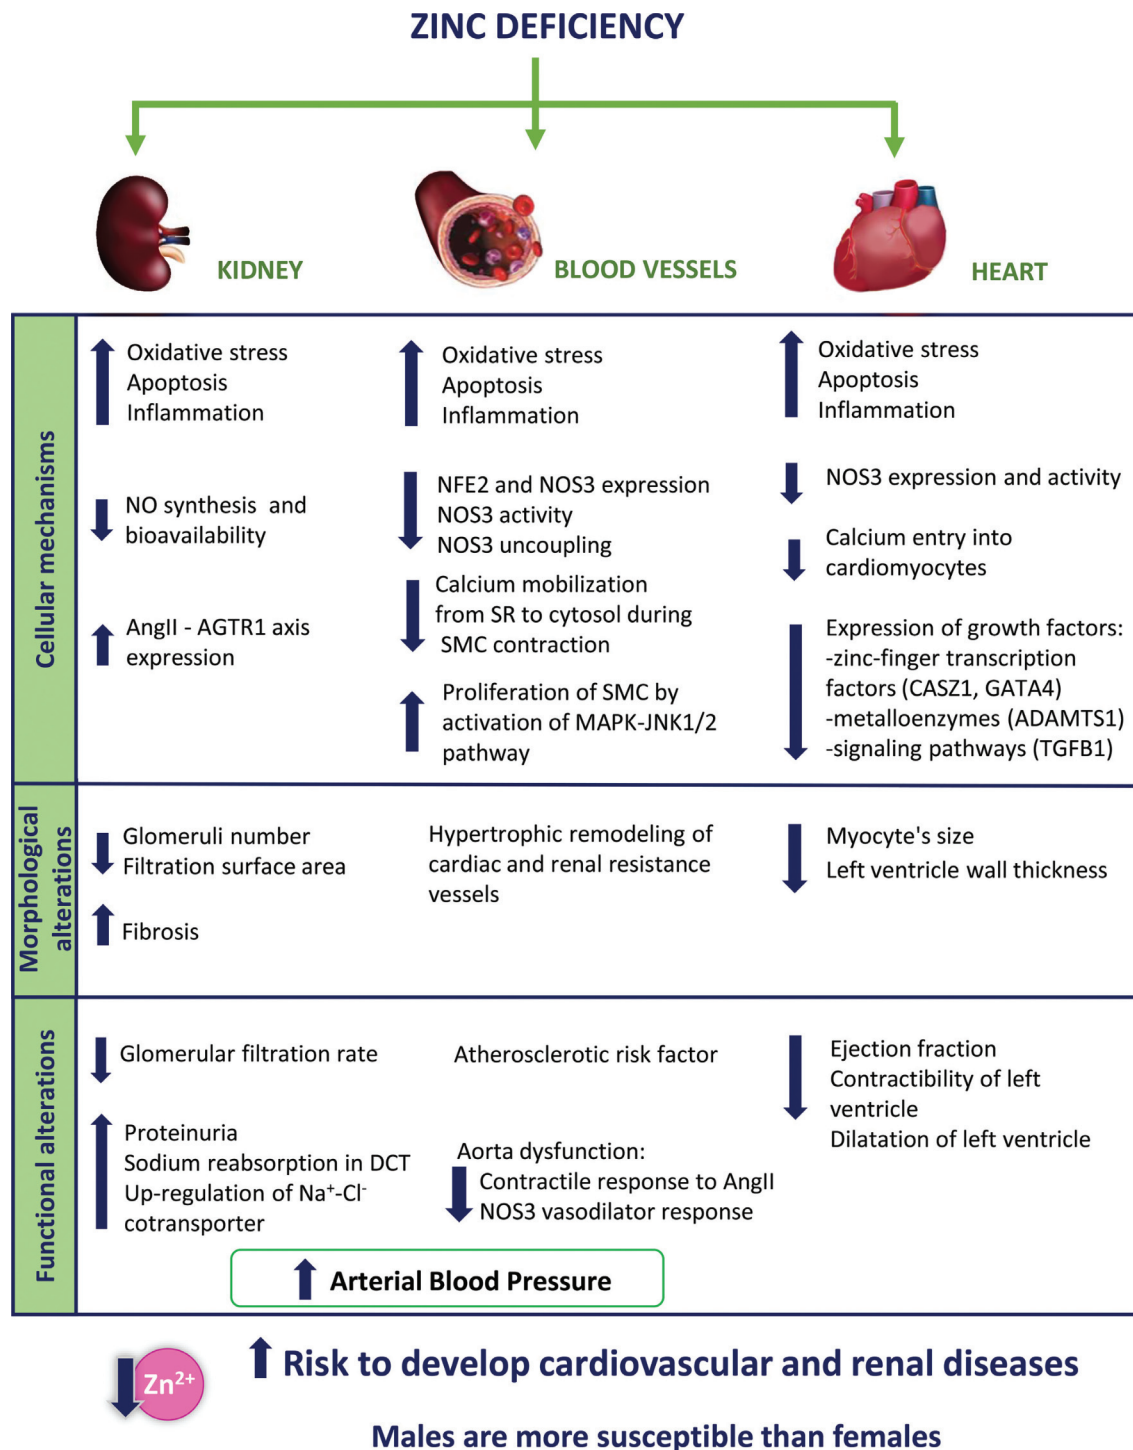 ZINC DEFICIENCY
KIDNEY
BLOOD VESSELS
HEART
Cellular mechanisms
Oxidative stress
Apoptosis
Inflammation
NO synthesis and
bioavailability
AngII - AGTR1 axis
expression
Oxidative stress
Apoptosis
Inflammation
NFE2 and NOS3 expression
NOS3 activity
NOS3 uncoupling
Calcium mobilization
from SR to cytosol during
SMC contraction
Proliferation of SMC by
activation of MAPK-JNK1/2
pathway
Oxidative stress
Apoptosis
Inflammation
NOS3 expression and activity
Calcium entry into
cardiomyocytes
Expression of growth factors:
-zinc-finger transcription
factors (CASZ1, GATA4)
-metalloenzymes (ADAMTS1)
-signaling pathways (TGFB1)
Morphological
alterations
Glomeruli number
Filtration surface area
Fibrosis
Hypertrophic remodeling of
cardiac and renal resistance
vessels
Myocyte's size
Left ventricle wall thickness
Functional alterations
Glomerular filtration rate
Proteinuria
Sodium reabsorption in DCT
Up-regulation of Na⁺-Cl⁻
cotransporter
Atherosclerotic risk factor
Aorta dysfunction:
Contractile response to AngII
NOS3 vasodilator response
Ejection fraction
Contractibility of left
ventricle
Dilatation of left ventricle
Arterial Blood Pressure
Zn²⁺
Risk to develop cardiovascular and renal diseases
Males are more susceptible than females